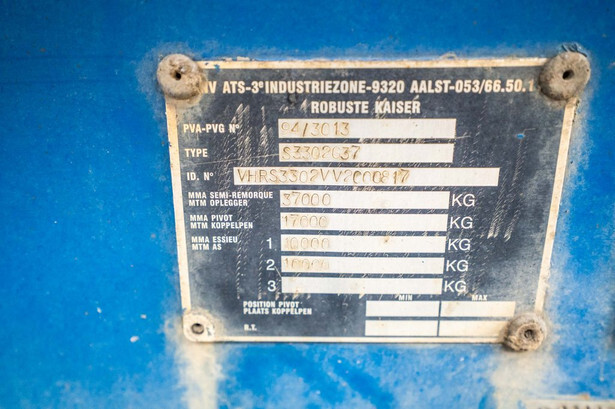 NV ATS-3° INDUSTRIEZONE-9320 AALST-053/66.50.1
ROBUSTE KAISER
PVA-PVG N° 94/3013
TYPE S3302G37
ID. N° VHRS3302VV2000817
MMA SEMI-REMORQUE
MTM OPLEGGER 37000 KG
MMA PIVOT
MTM KOPPELPEN 17000 KG
MMA ESSIEU
MTM AS 1 10000 KG
2 10000 KG
3 KG
MIN MAX
POSITION PIVOT
PLAATS KOPPELPEN
R.T.